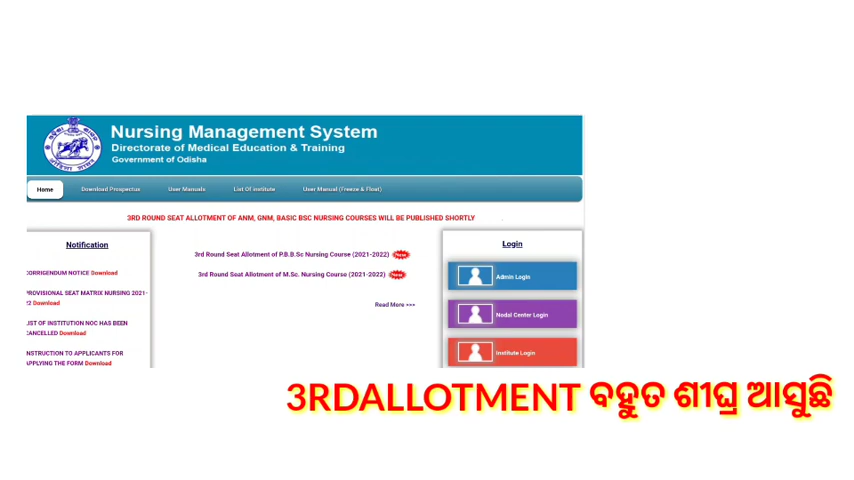 Nursing Management System
Directorate of Medical Education & Training
Government of Odisha
Home Download Prospectus User Manuals List Of institute User Manual (Freeze & Float)
3RD ROUND SEAT ALLOTMENT OF ANM, GNM, BASIC BSC NURSING COURSES WILL BE PUBLISHED SHORTLY
Notification
CORRIGENDUM NOTICE Download
PROVISIONAL SEAT MATRIX NURSING 2021-
22 Download
LIST OF INSTITUTION NOC HAS BEEN
CANCELLED Download
INSTRUCTION TO APPLICANTS FOR
APPLYING THE FORM Download
3rd Round Seat Allotment of P.B.B.Sc Nursing Course (2021-2022) New
3rd Round Seat Allotment of M.Sc. Nursing Course (2021-2022) New
Read More >>>
Login
Admin Login
Nodal Center Login
Institute Login
3RDALLOTMENT ବହୁତ ଶୀଘ୍ର ଆସୁଛି